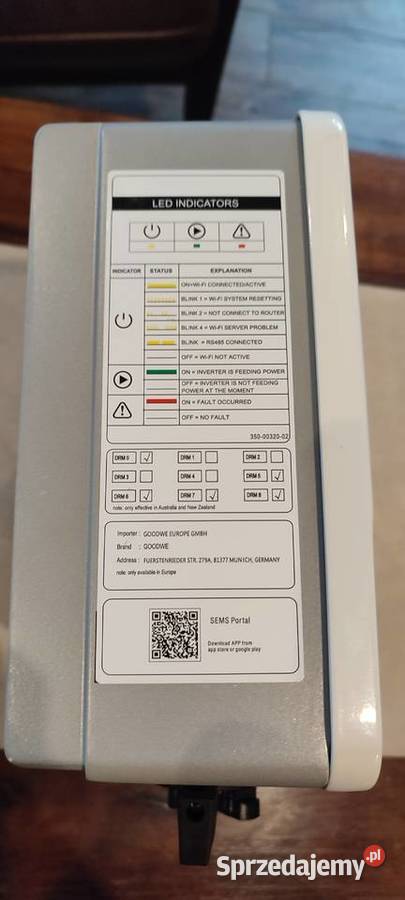 LED INDICATORS
INDICATOR STATUS EXPLANATION
ON=Wi-Fi CONNECTED/ACTIVE
BLINK 1 = Wi-Fi SYSTEM RESETTING
BLINK 2 = NOT CONNECT TO ROUTER
BLINK 4 = Wi-Fi SERVER PROBLEM
BLINK = RS485 CONNECTED
OFF = Wi-Fi NOT ACTIVE
ON = INVERTER IS FEEDING POWER
OFF = INVERTER IS NOT FEEDING
POWER AT THE MOMENT
ON = FAULT OCCURRED
OFF = NO FAULT
350-00320-02
DRM 0 √ DRM 1 DRM 2
DRM 3 DRM 4 DRM 5 √
DRM 6 √ DRM 7 √ DRM 8 √
note: only effective in Australia and New Zealand
Importer : GOODWE EUROPE GMBH
Brand : GOODWE
Address : FUERSTENRIEDER STR. 279A, 81377 MUNICH, GERMANY
note: only available in Europe
SEMS Portal
Download APP from
app store or google play
Sprzedajemy.pl